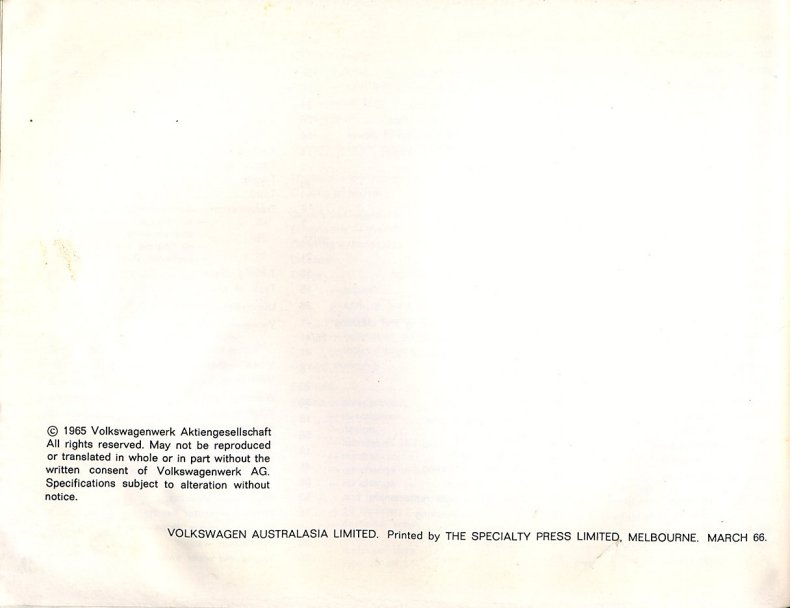 © 1965 Volkswagenwerk Aktiengesellschaft
All rights reserved. May not be reproduced
or translated in whole or in part without the
written consent of Volkswagenwerk AG.
Specifications subject to alteration without
notice.
VOLKSWAGEN AUSTRALASIA LIMITED. Printed by THE SPECIALTY PRESS LIMITED, MELBOURNE. MARCH 66.